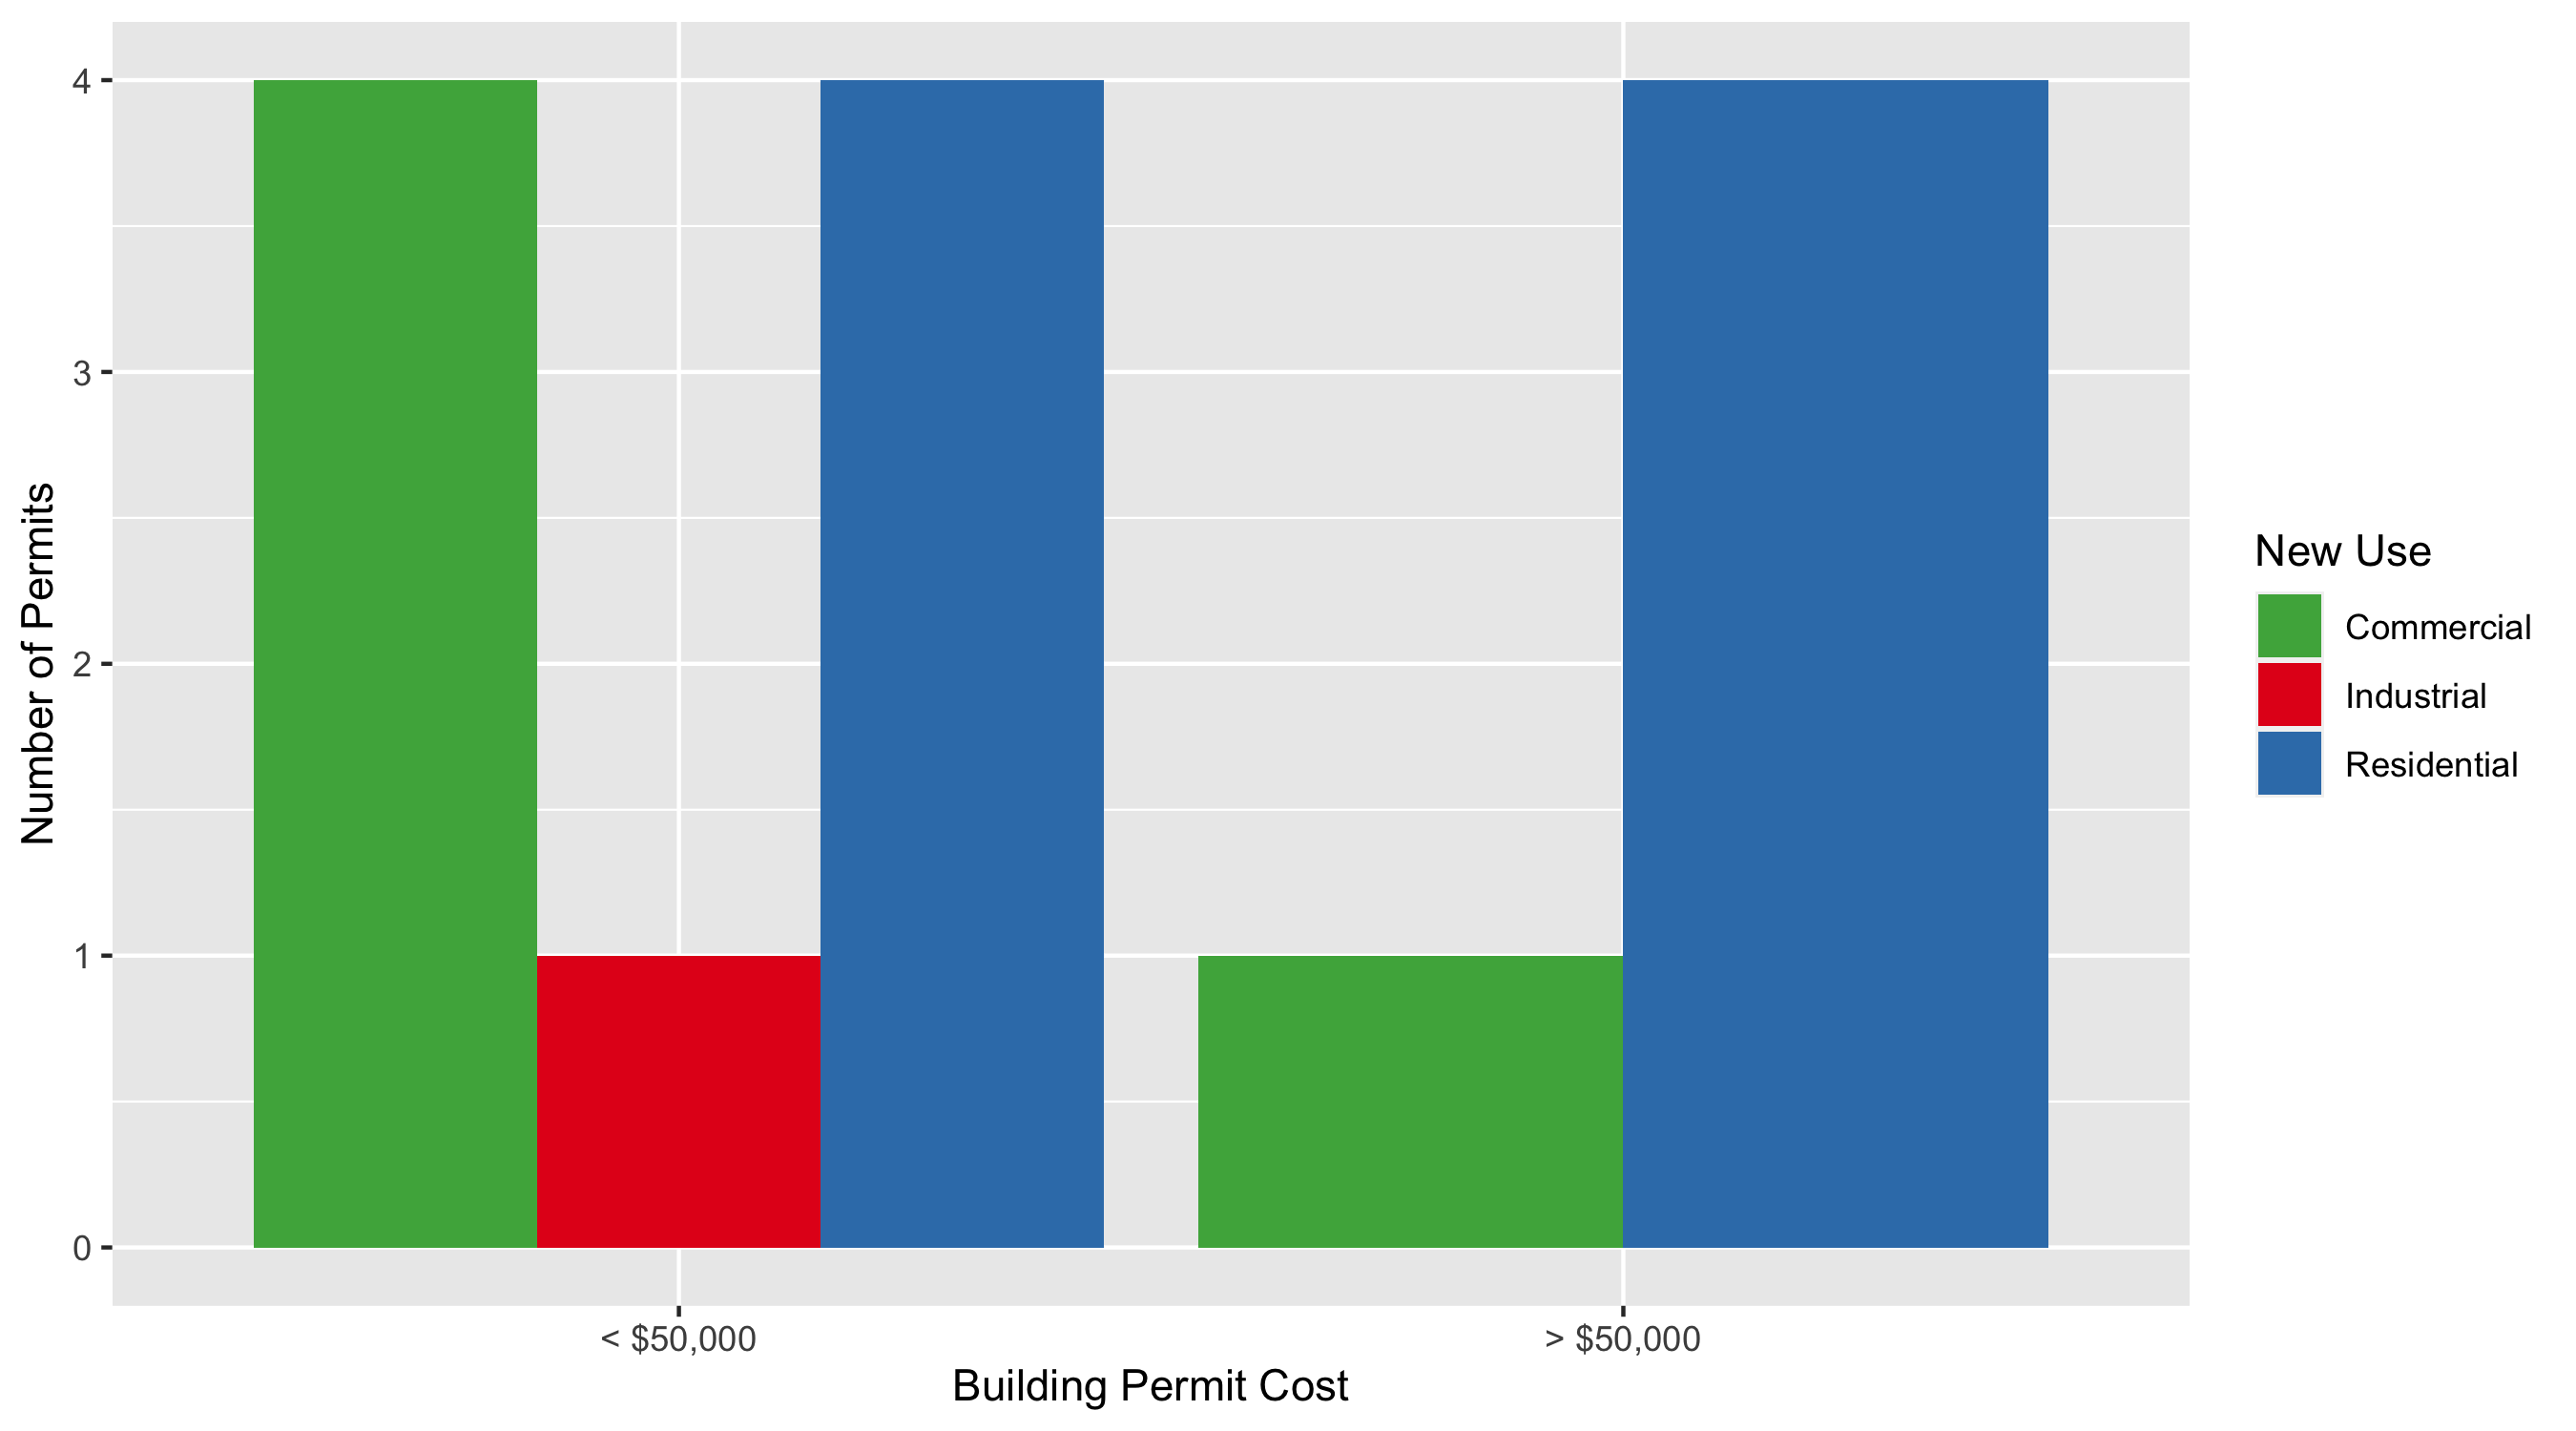 4
3
2
1
0
Number of Permits
< $50,000
> $50,000
Building Permit Cost
New Use
Commercial
Industrial
Residential